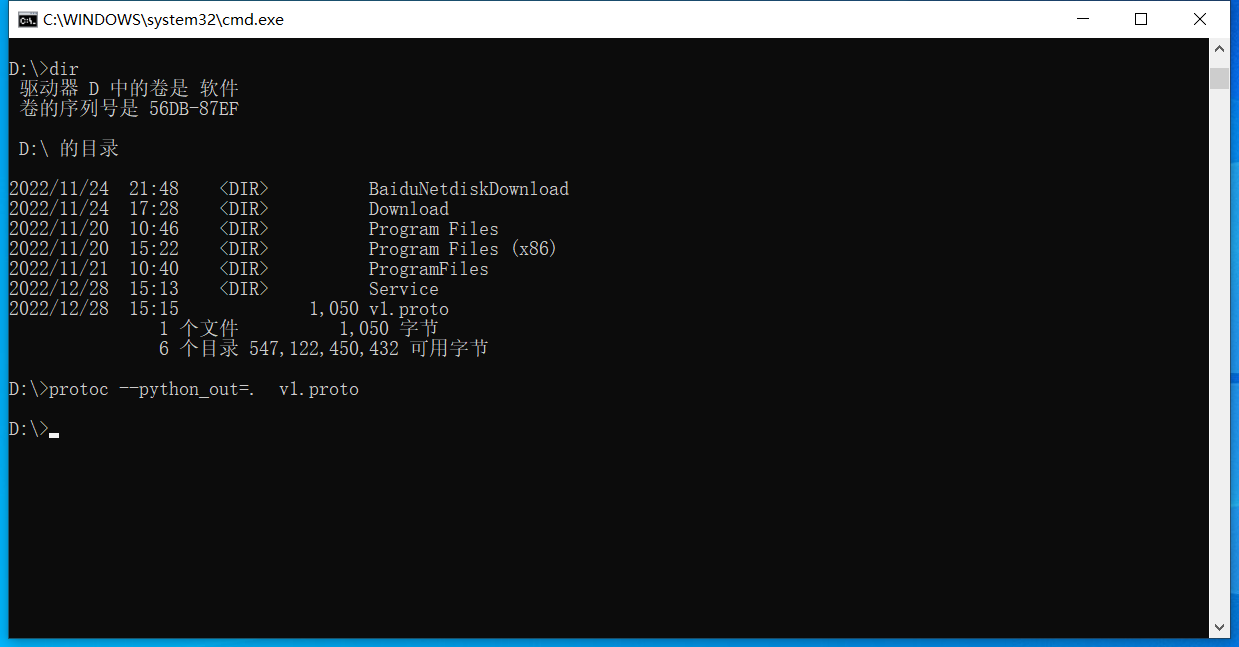 C:\WINDOWS\system32\cmd.exe
D:\>dir
 驱动器 D 中的卷是 软件
 卷的序列号是 56DB-87EF
 D:\ 的目录
2022/11/24  21:48    <DIR>          BaiduNetdiskDownload
2022/11/24  17:28    <DIR>          Download
2022/11/20  10:46    <DIR>          Program Files
2022/11/20  15:22    <DIR>          Program Files (x86)
2022/11/21  10:40    <DIR>          ProgramFiles
2022/12/28  15:13    <DIR>          Service
2022/12/28  15:15             1,050 v1.proto
               1 个文件          1,050 字节
               6 个目录 547,122,450,432 可用字节
D:\>protoc --python_out=.  v1.proto
D:\>